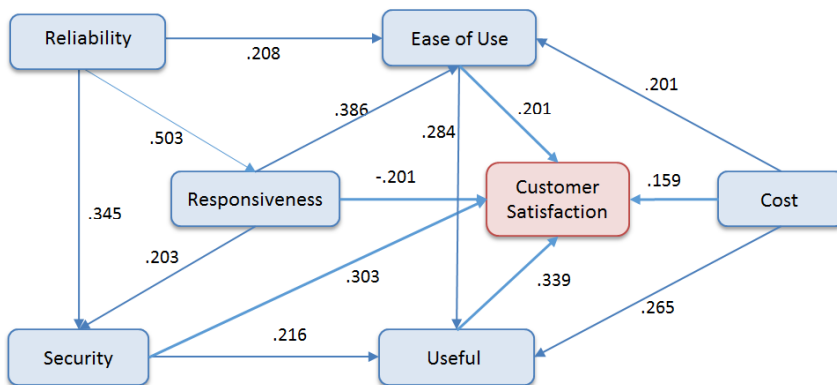 Reliability
Ease of Use
.208
.201
.386
.201
.503
.284
Responsiveness
-.201
Customer
Satisfaction
.159
Cost
.345
.203
.303
.339
.265
Security
.216
Useful